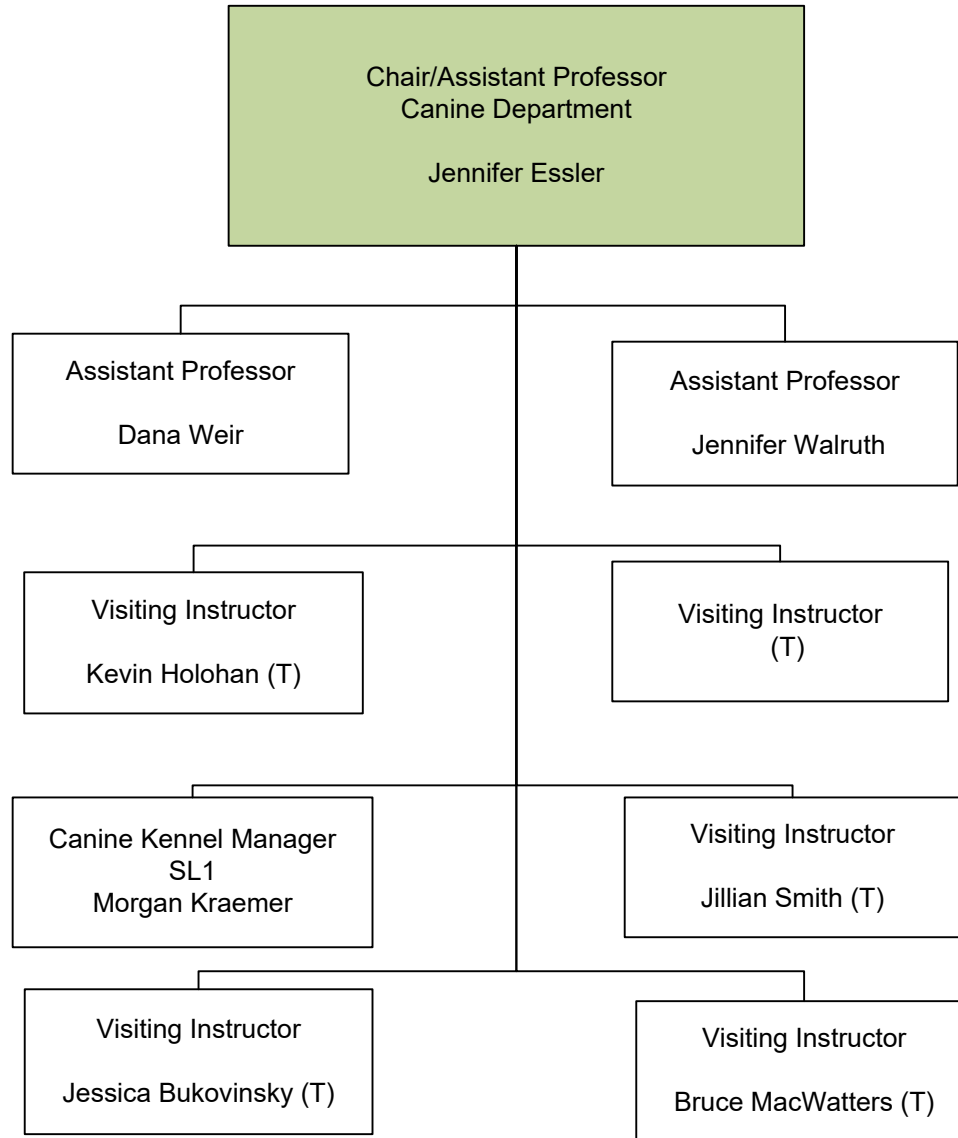 Chair/Assistant Professor
Canine Department
Jennifer Essler
Assistant Professor
Dana Weir
Assistant Professor
Jennifer Walruth
Visiting Instructor
Kevin Holohan (T)
Visiting Instructor
(T)
Canine Kennel Manager
SL1
Morgan Kraemer
Visiting Instructor
Jillian Smith (T)
Visiting Instructor
Jessica Bukovinsky (T)
Visiting Instructor
Bruce MacWatters (T)